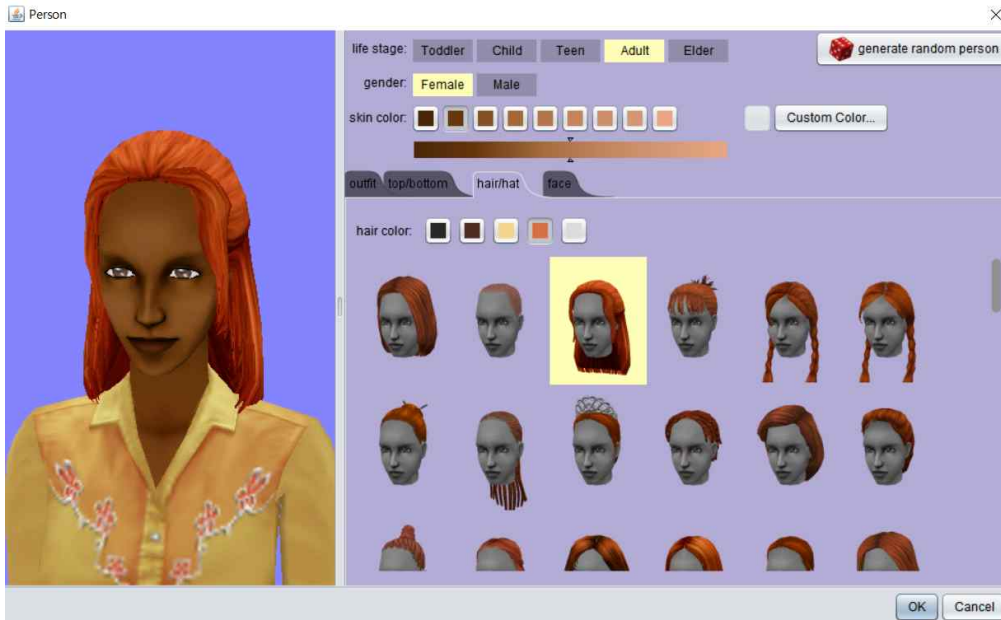 Person
life stage: Toddler Child Teen Adult Elder
generate random person
gender: Female Male
skin color: Custom Color...
outfit top/bottom hair/hat face
hair color:
OK Cancel